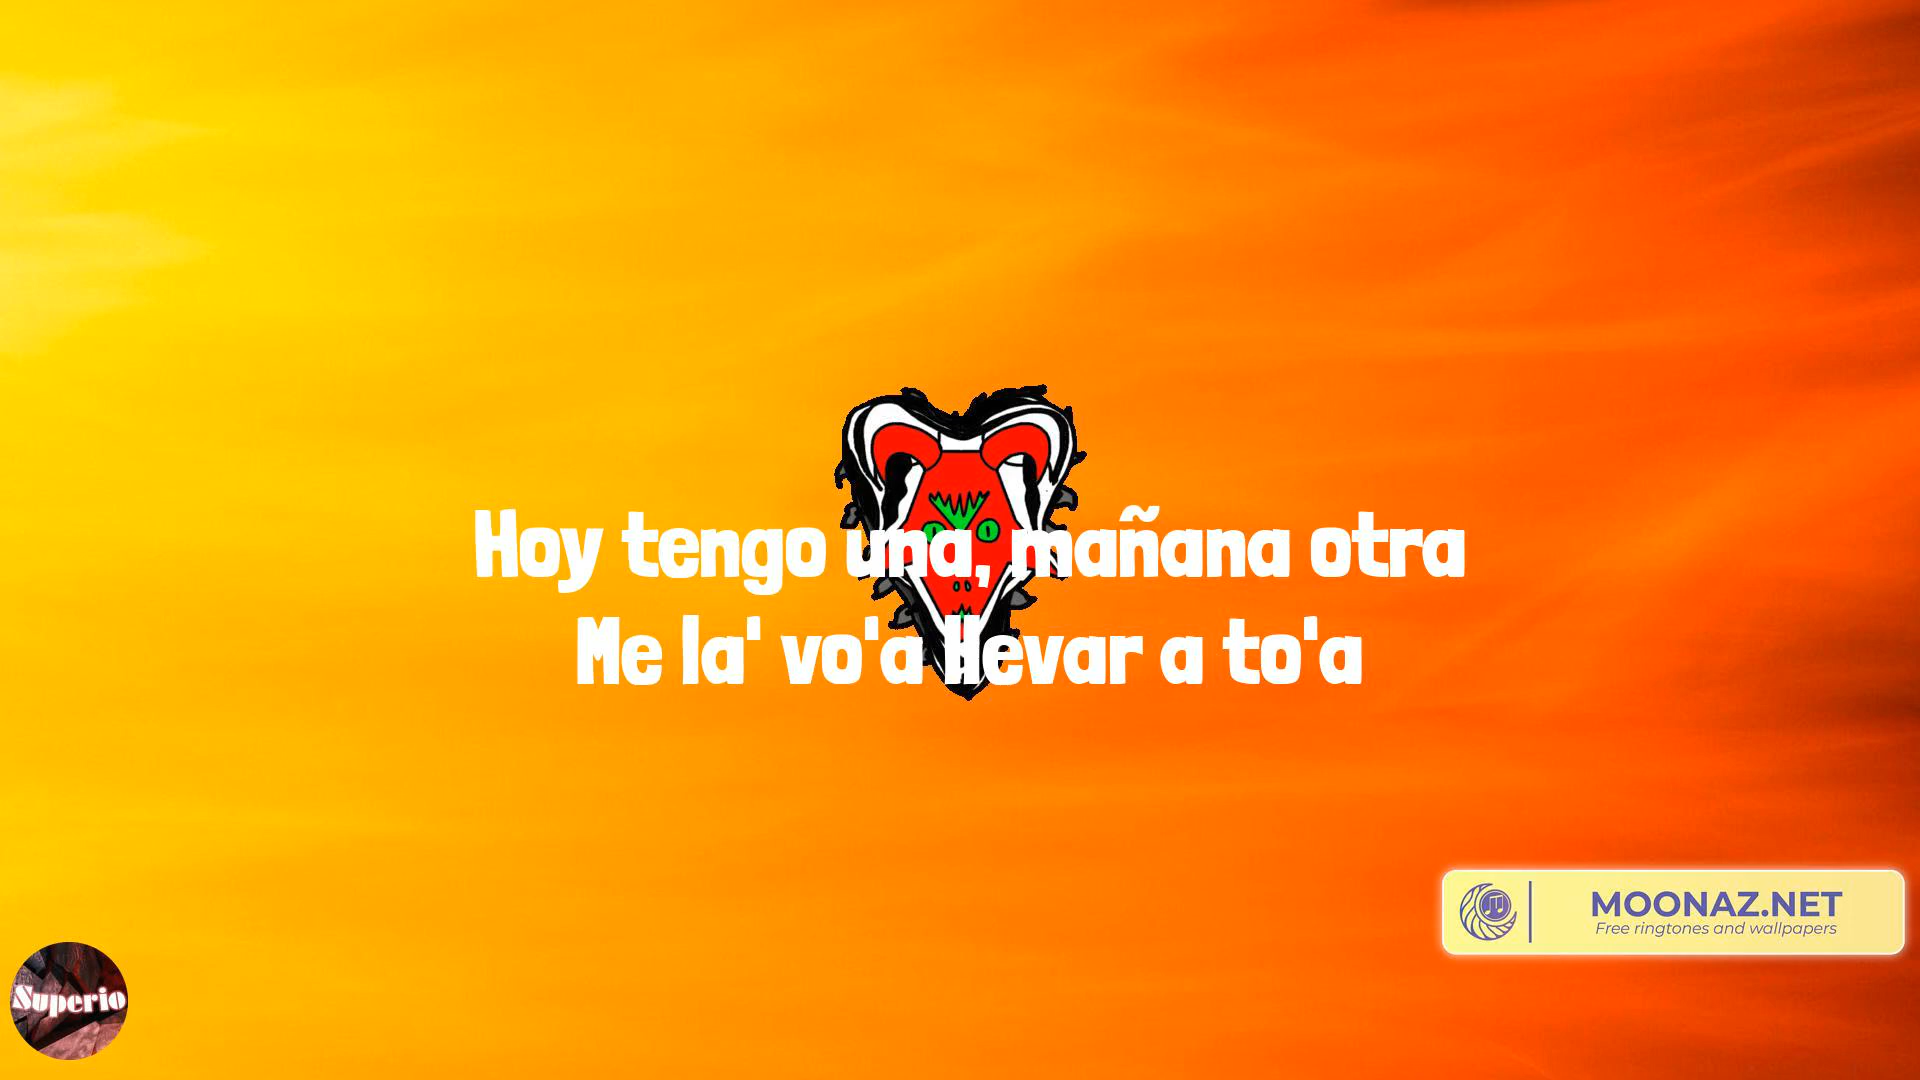 Hoy tengo una, mañana otra
Me la' vo'a llevar a to'a
MOONAZ.NET
Free ringtones and wallpapers
Superio